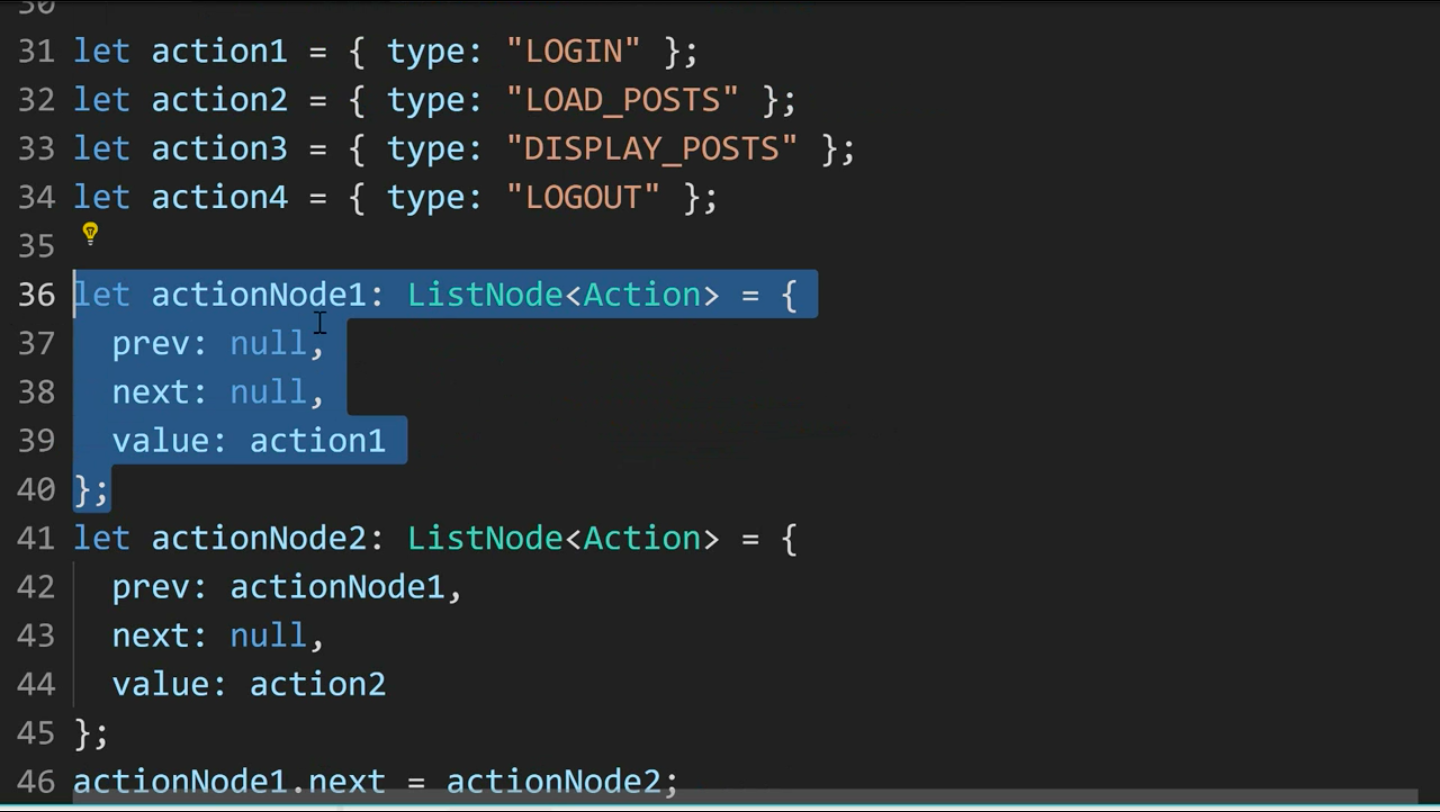 30
31 let action1 = { type: "LOGIN" };
32 let action2 = { type: "LOAD_POSTS" };
33 let action3 = { type: "DISPLAY_POSTS" };
34 let action4 = { type: "LOGOUT" };
35
36 let actionNode1: ListNode<Action> = {
37   prev: null,
38   next: null,
39   value: action1
40 };
41 let actionNode2: ListNode<Action> = {
42   prev: actionNode1,
43   next: null,
44   value: action2
45 };
46 actionNode1.next = actionNode2;